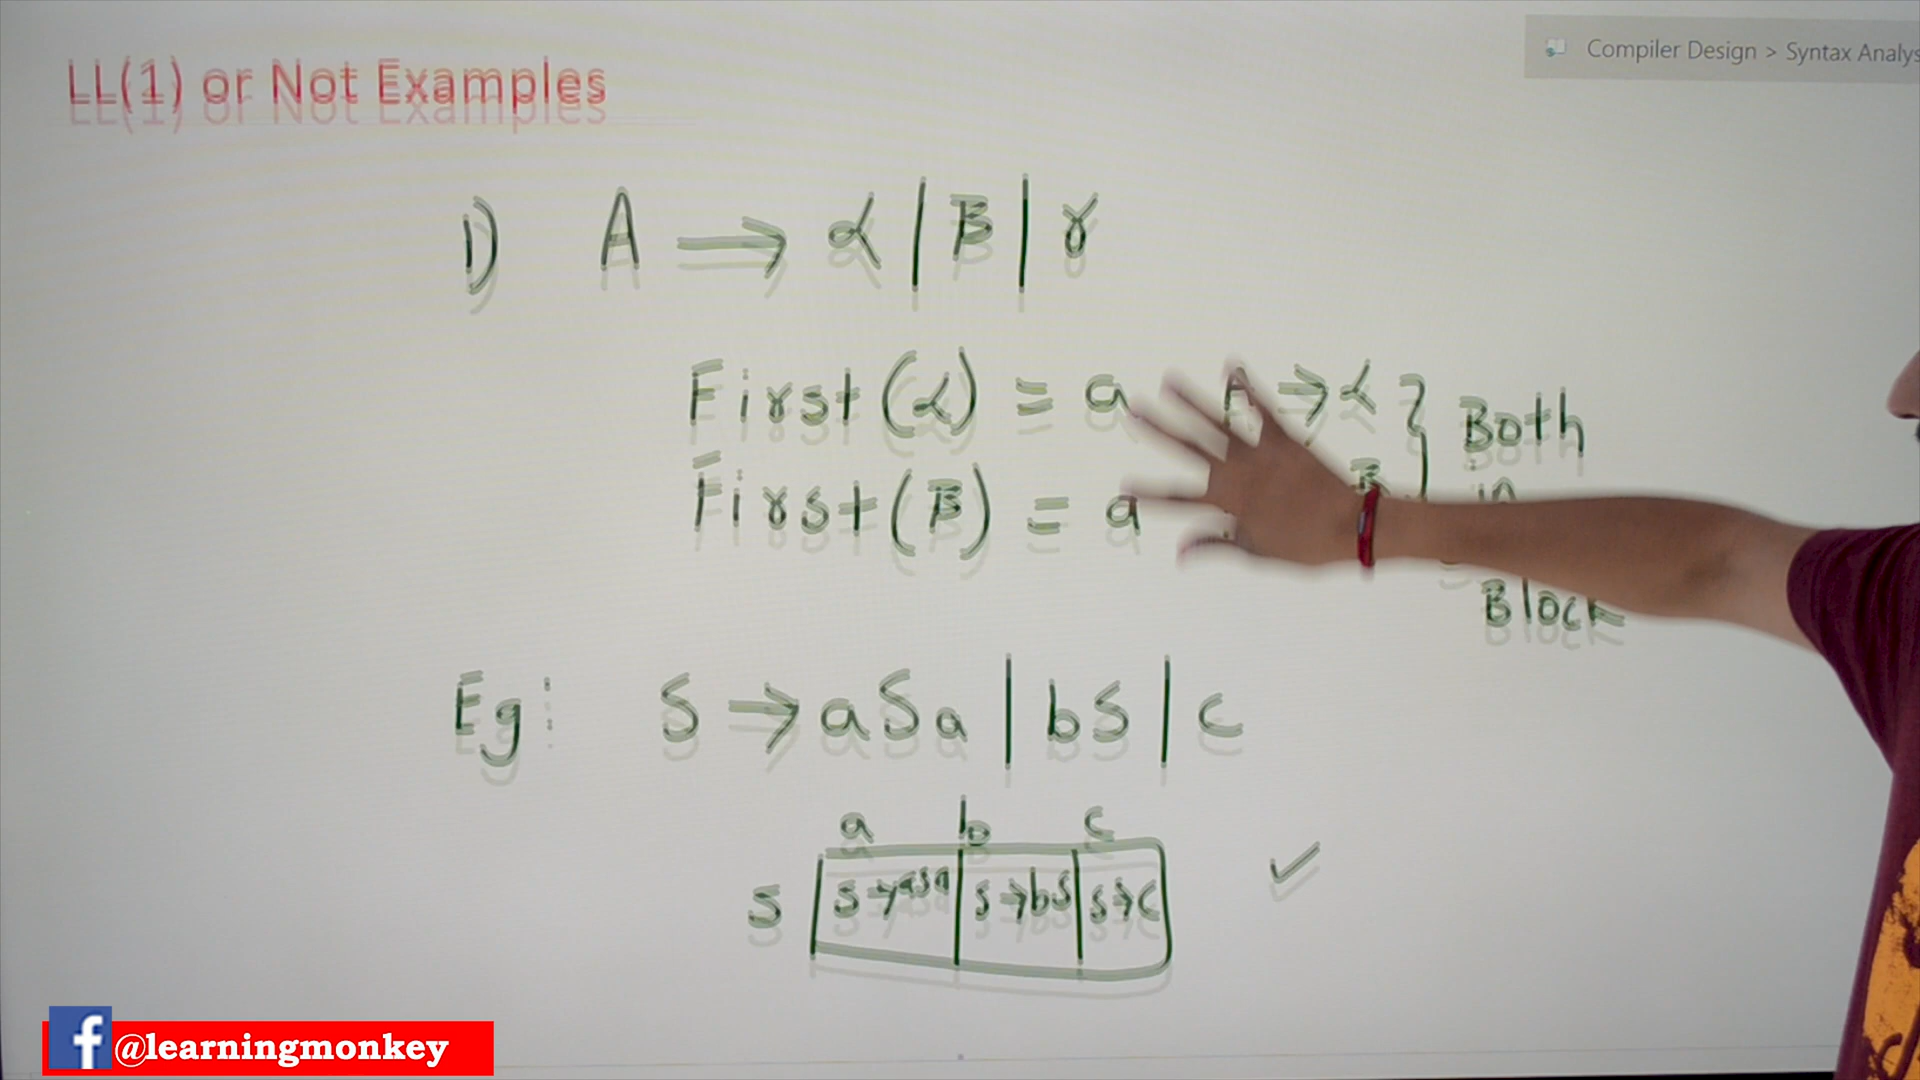 Compiler Design > Syntax Analys
LL(1) or Not Examples
1) A → α | β | γ
First(α) = a A → α } Both
First(β) = a β in
Block
Eg: S → aSa | bS | c
a b c
S S→aSa S→bS S→c ✓
f @learningmonkey